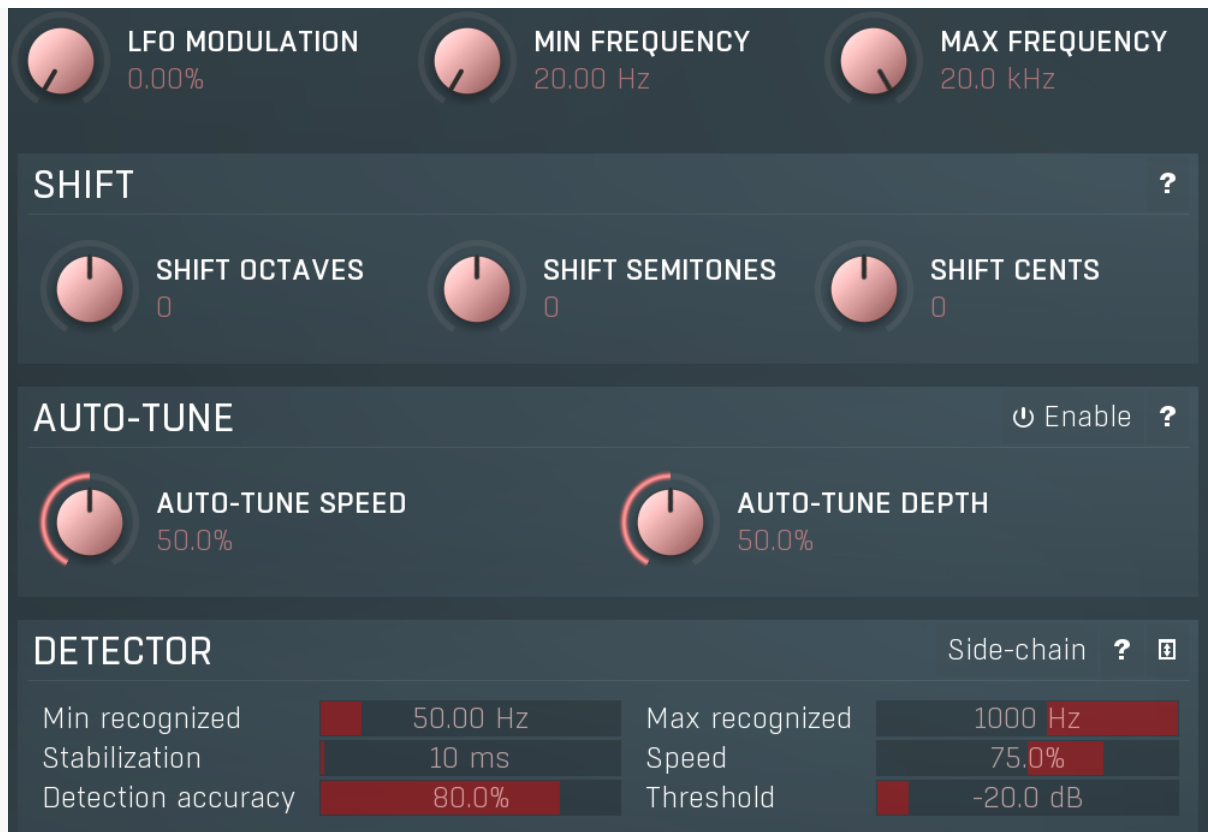 LFO MODULATION MIN FREQUENCY MAX FREQUENCY
0.00% 20.00 Hz 20.0 kHz
SHIFT ?
SHIFT OCTAVES SHIFT SEMITONES SHIFT CENTS
0 0 0
AUTO-TUNE Enable ?
AUTO-TUNE SPEED AUTO-TUNE DEPTH
50.0% 50.0%
DETECTOR Side-chain ?
Min recognized 50.00 Hz Max recognized 1000 Hz
Stabilization 10 ms Speed 75.0%
Detection accuracy 80.0% Threshold -20.0 dB